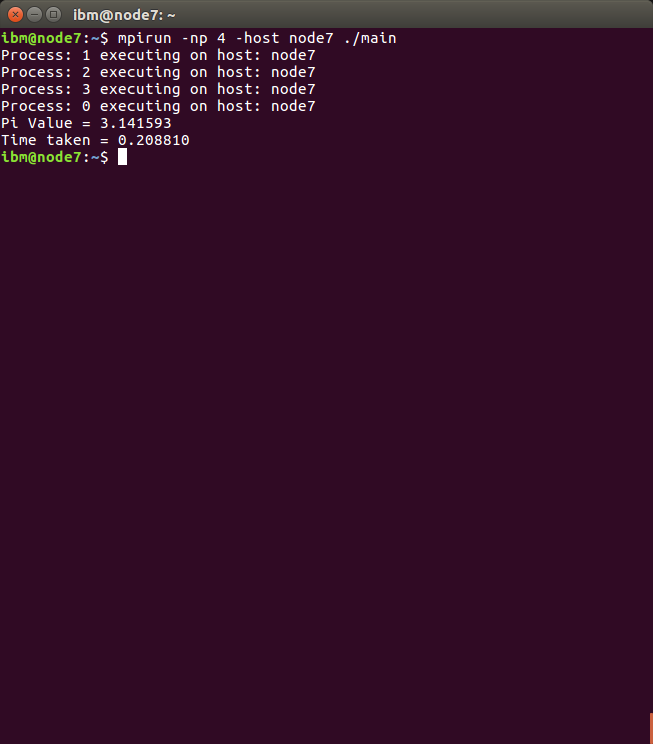 ibm@node7: ~
ibm@node7:~$ mpirun -np 4 -host node7 ./main
Process: 1 executing on host: node7
Process: 2 executing on host: node7
Process: 3 executing on host: node7
Process: 0 executing on host: node7
Pi Value = 3.141593
Time taken = 0.208810
ibm@node7:~$